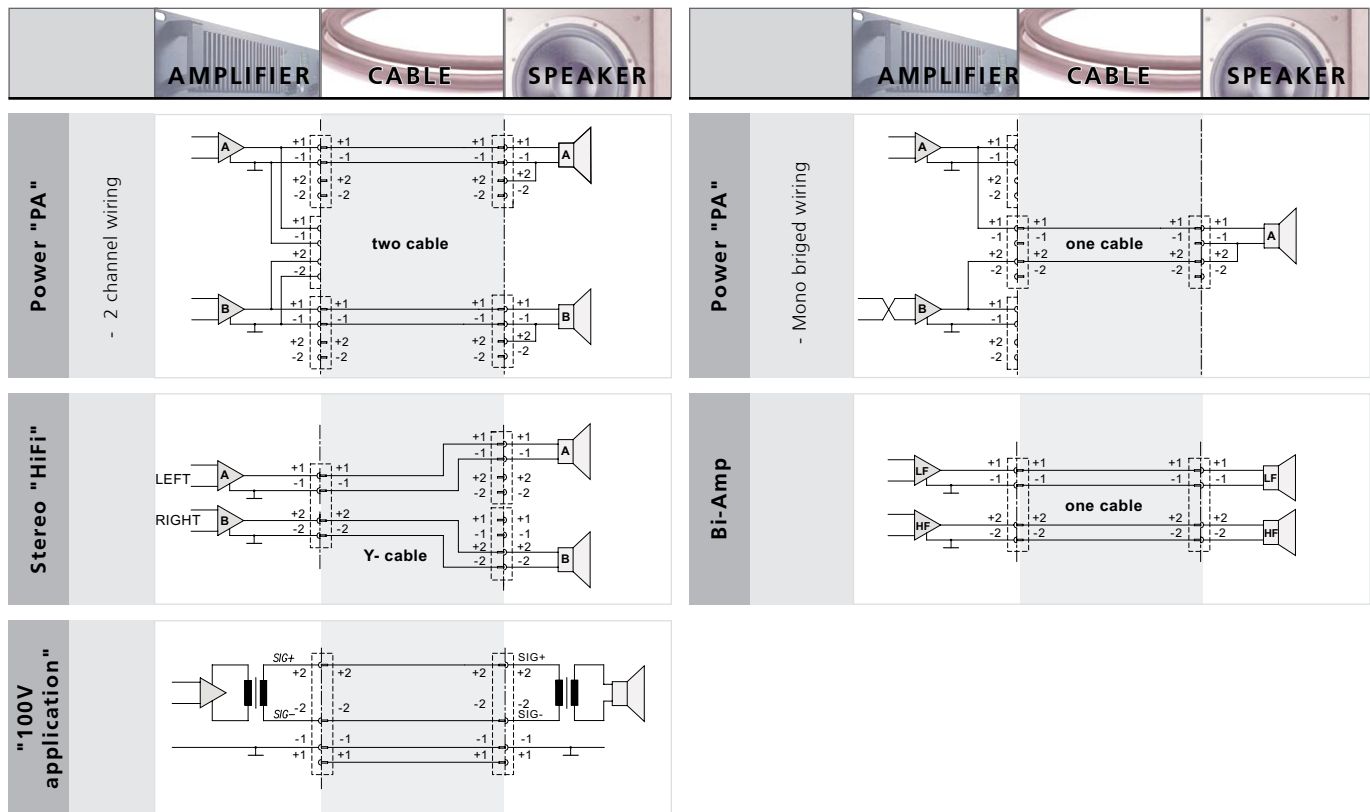 AMPLIFIER CABLE SPEAKER
AMPLIFIER CABLE SPEAKER
Power "PA"
- 2 channel wiring
A
+1 +1 +1 +1
-1 -1 -1 -1
+2 +2 +2 +2
-2 -2 -2 -2
A
+1
-1
+2
-2
two cable
B
+1 +1 +1 +1
-1 -1 -1 -1
+2 +2 +2 +2
-2 -2 -2 -2
B
Power "PA"
- Mono briged wiring
A
+1
-1
+2
-2
+1 +1 +1 +1
-1 -1 -1 -1
+2 +2 +2 +2
-2 -2 -2 -2
one cable
A
B
+1
-1
+2
-2
Stereo "HiFi"
LEFT
A
+1 +1
-1 -1
RIGHT
B
+2 +2
-2 -2
Y- cable
+1 +1
-1 -1
+2 +2
-2 -2
A
+1 +1
-1 -1
+2 +2
-2 -2
B
Bi-Amp
LF
+1 +1 +1 +1
-1 -1 -1 -1
LF
one cable
HF
+2 +2 +2 +2
-2 -2 -2 -2
HF
"100V
application"
SIG+ SIG+
+2 +2 +2 +2
-2 -2 -2 -2
SIG– SIG-
-1 -1 -1 -1
+1 +1 +1 +1